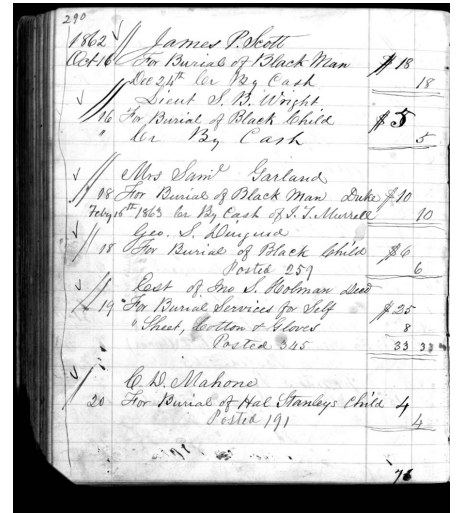 290
1862 James P. Scott
Oct 16 For Burial of Black Man $ 18
Dec 24th Cr By Cash 18
Lieut S. B. Wright
16 For Burial of Black Child $ 5
" Cr By Cash 5
Mrs Saml Garland
18 For Burial of Black Man Duke $ 10
Feby 16th 1863 Cr By Cash of J. T. Murrell 10
Geo. S. Diuguid
18 For Burial of Black Child $ 6
Posted 257 6
Est of Jno S. Holman Decd
19 " For Burial Services for Self $ 25
" Sheet, Cotton & Gloves 8
Posted 345 33 33
C. D. Mahone
20 For Burial of Hal Stanleys Child 4
Posted 191 4
76